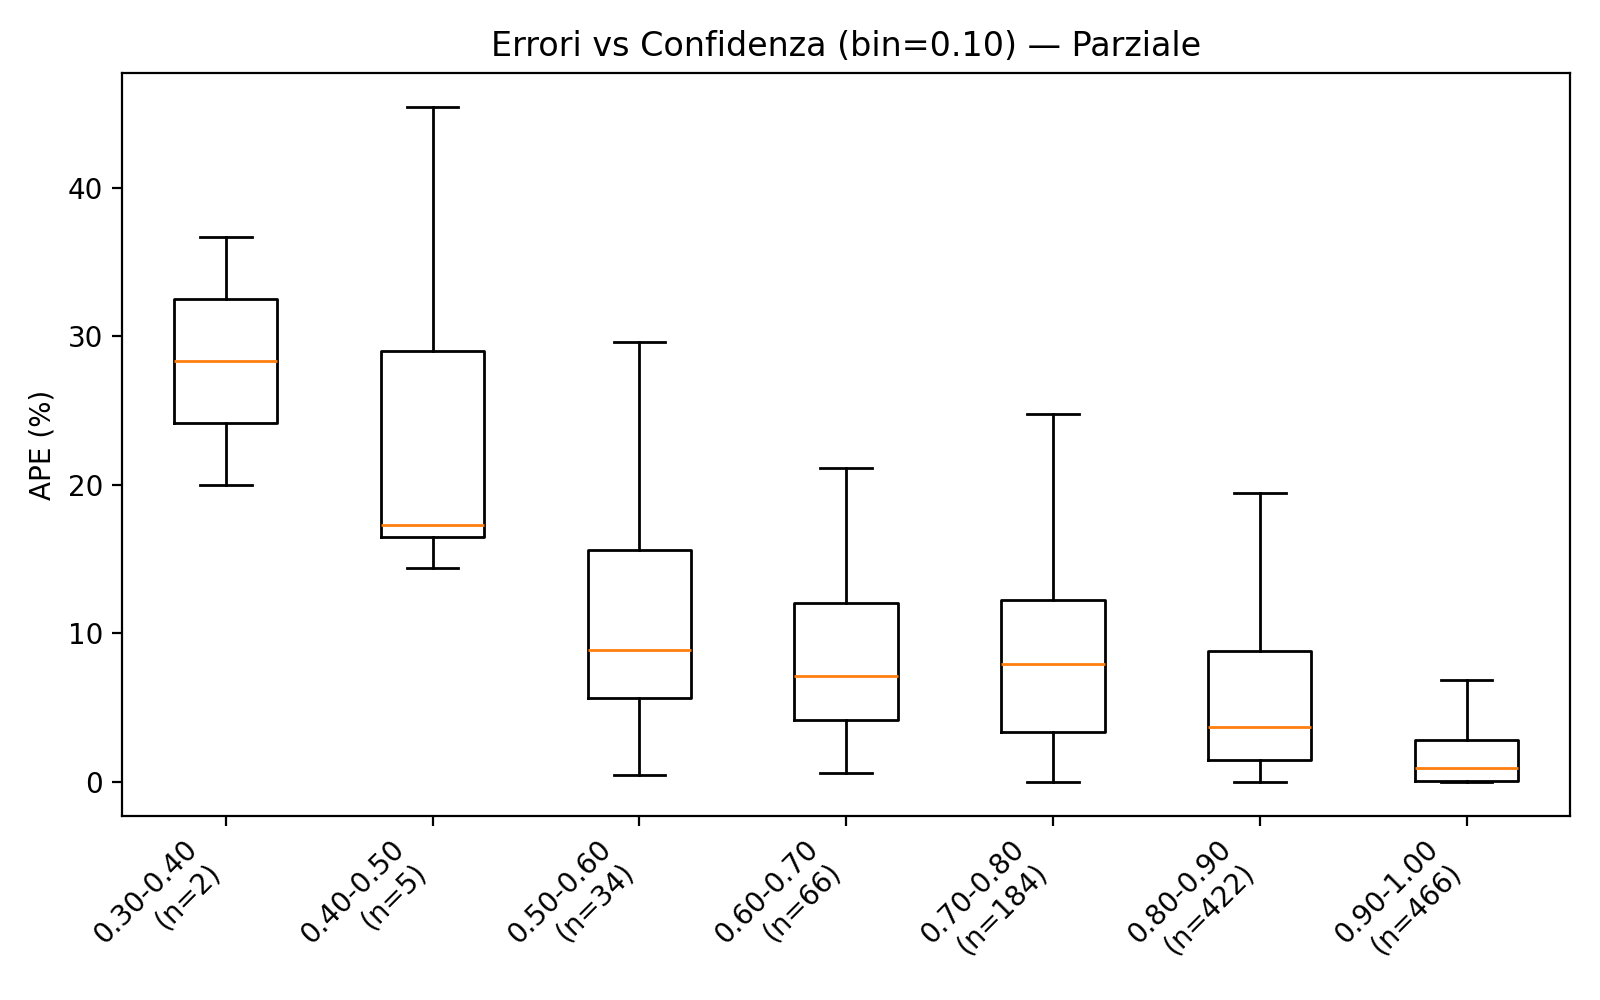 Errori vs Confidenza (bin=0.10) — Parziale
APE (%)
40
30
20
10
0
0.30-0.40
(n=2)
0.40-0.50
(n=5)
0.50-0.60
(n=34)
0.60-0.70
(n=66)
0.70-0.80
(n=184)
0.80-0.90
(n=422)
0.90-1.00
(n=466)